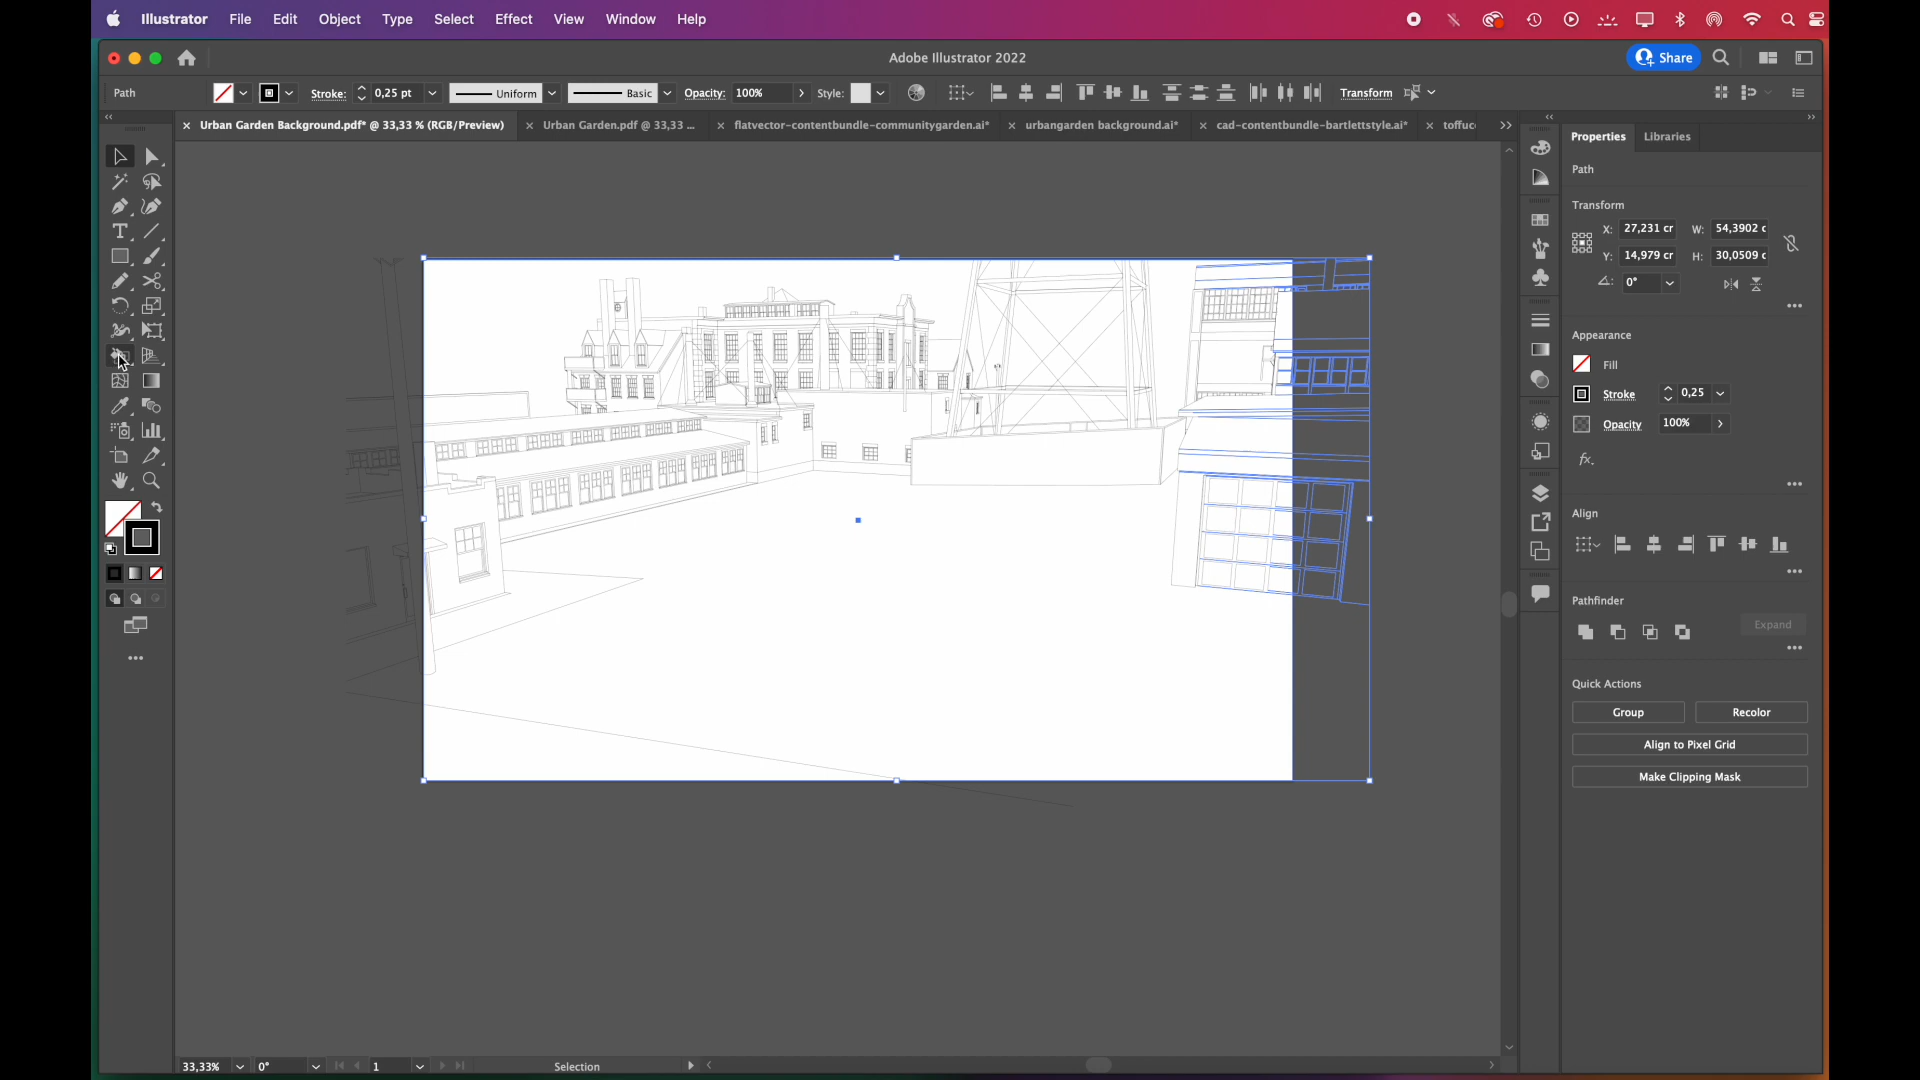 Illustrator File Edit Object Type Select Effect View Window Help
Adobe Illustrator 2022
Share
Path Stroke: 0,25 pt Uniform Basic Opacity: 100% Style: Transform
Urban Garden Background.pdf* @ 33,33 % (RGB/Preview) Urban Garden.pdf @ 33,33 ... flatvector-contentbundle-communitygarden.ai* urbangarden background.ai* cad-contentbundle-bartlettstyle.ai* toffuc
Properties Libraries
Path
Transform
X: 27,231 cr W: 54,3902 c
Y: 14,979 cr H: 30,0509 c
0°
Appearance
Fill
Stroke 0,25
Opacity 100%
fx
Align
Pathfinder
Expand
Quick Actions
Group Recolor
Align to Pixel Grid
Make Clipping Mask
33,33% 0° 1 Selection